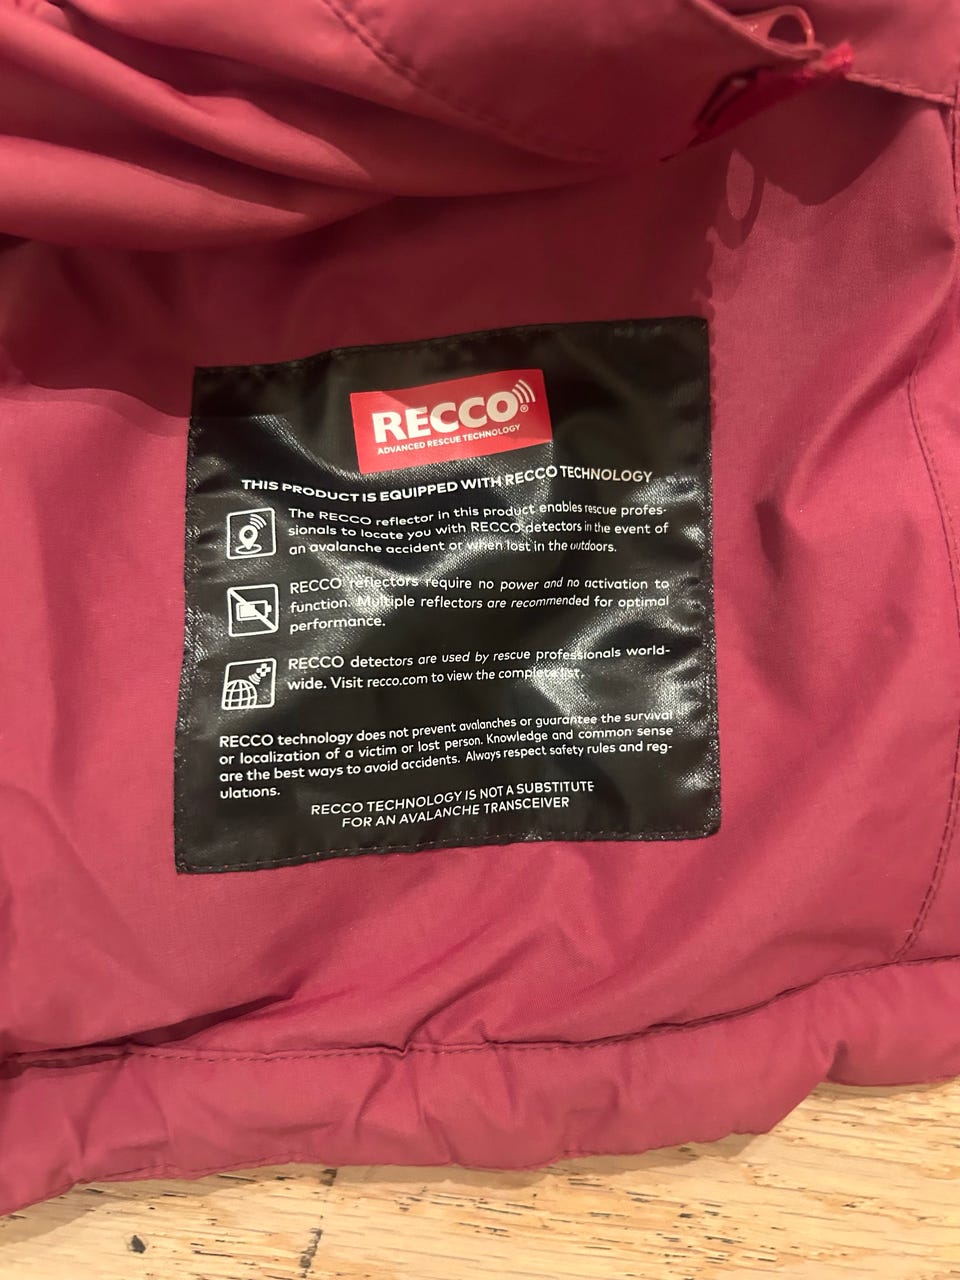 RECCO®
ADVANCED RESCUE TECHNOLOGY
THIS PRODUCT IS EQUIPPED WITH RECCO TECHNOLOGY
The RECCO reflector in this product enables rescue profes-
sionals to locate you with RECCO detectors in the event of
an avalanche accident or when lost in the outdoors.
RECCO reflectors require no power and no activation to
function. Multiple reflectors are recommended for optimal
performance.
RECCO detectors are used by rescue professionals world-
wide. Visit recco.com to view the complete list.
RECCO technology does not prevent avalanches or guarantee the survival
or localization of a victim or lost person. Knowledge and common sense
are the best ways to avoid accidents. Always respect safety rules and reg-
ulations.
RECCO TECHNOLOGY IS NOT A SUBSTITUTE
FOR AN AVALANCHE TRANSCEIVER